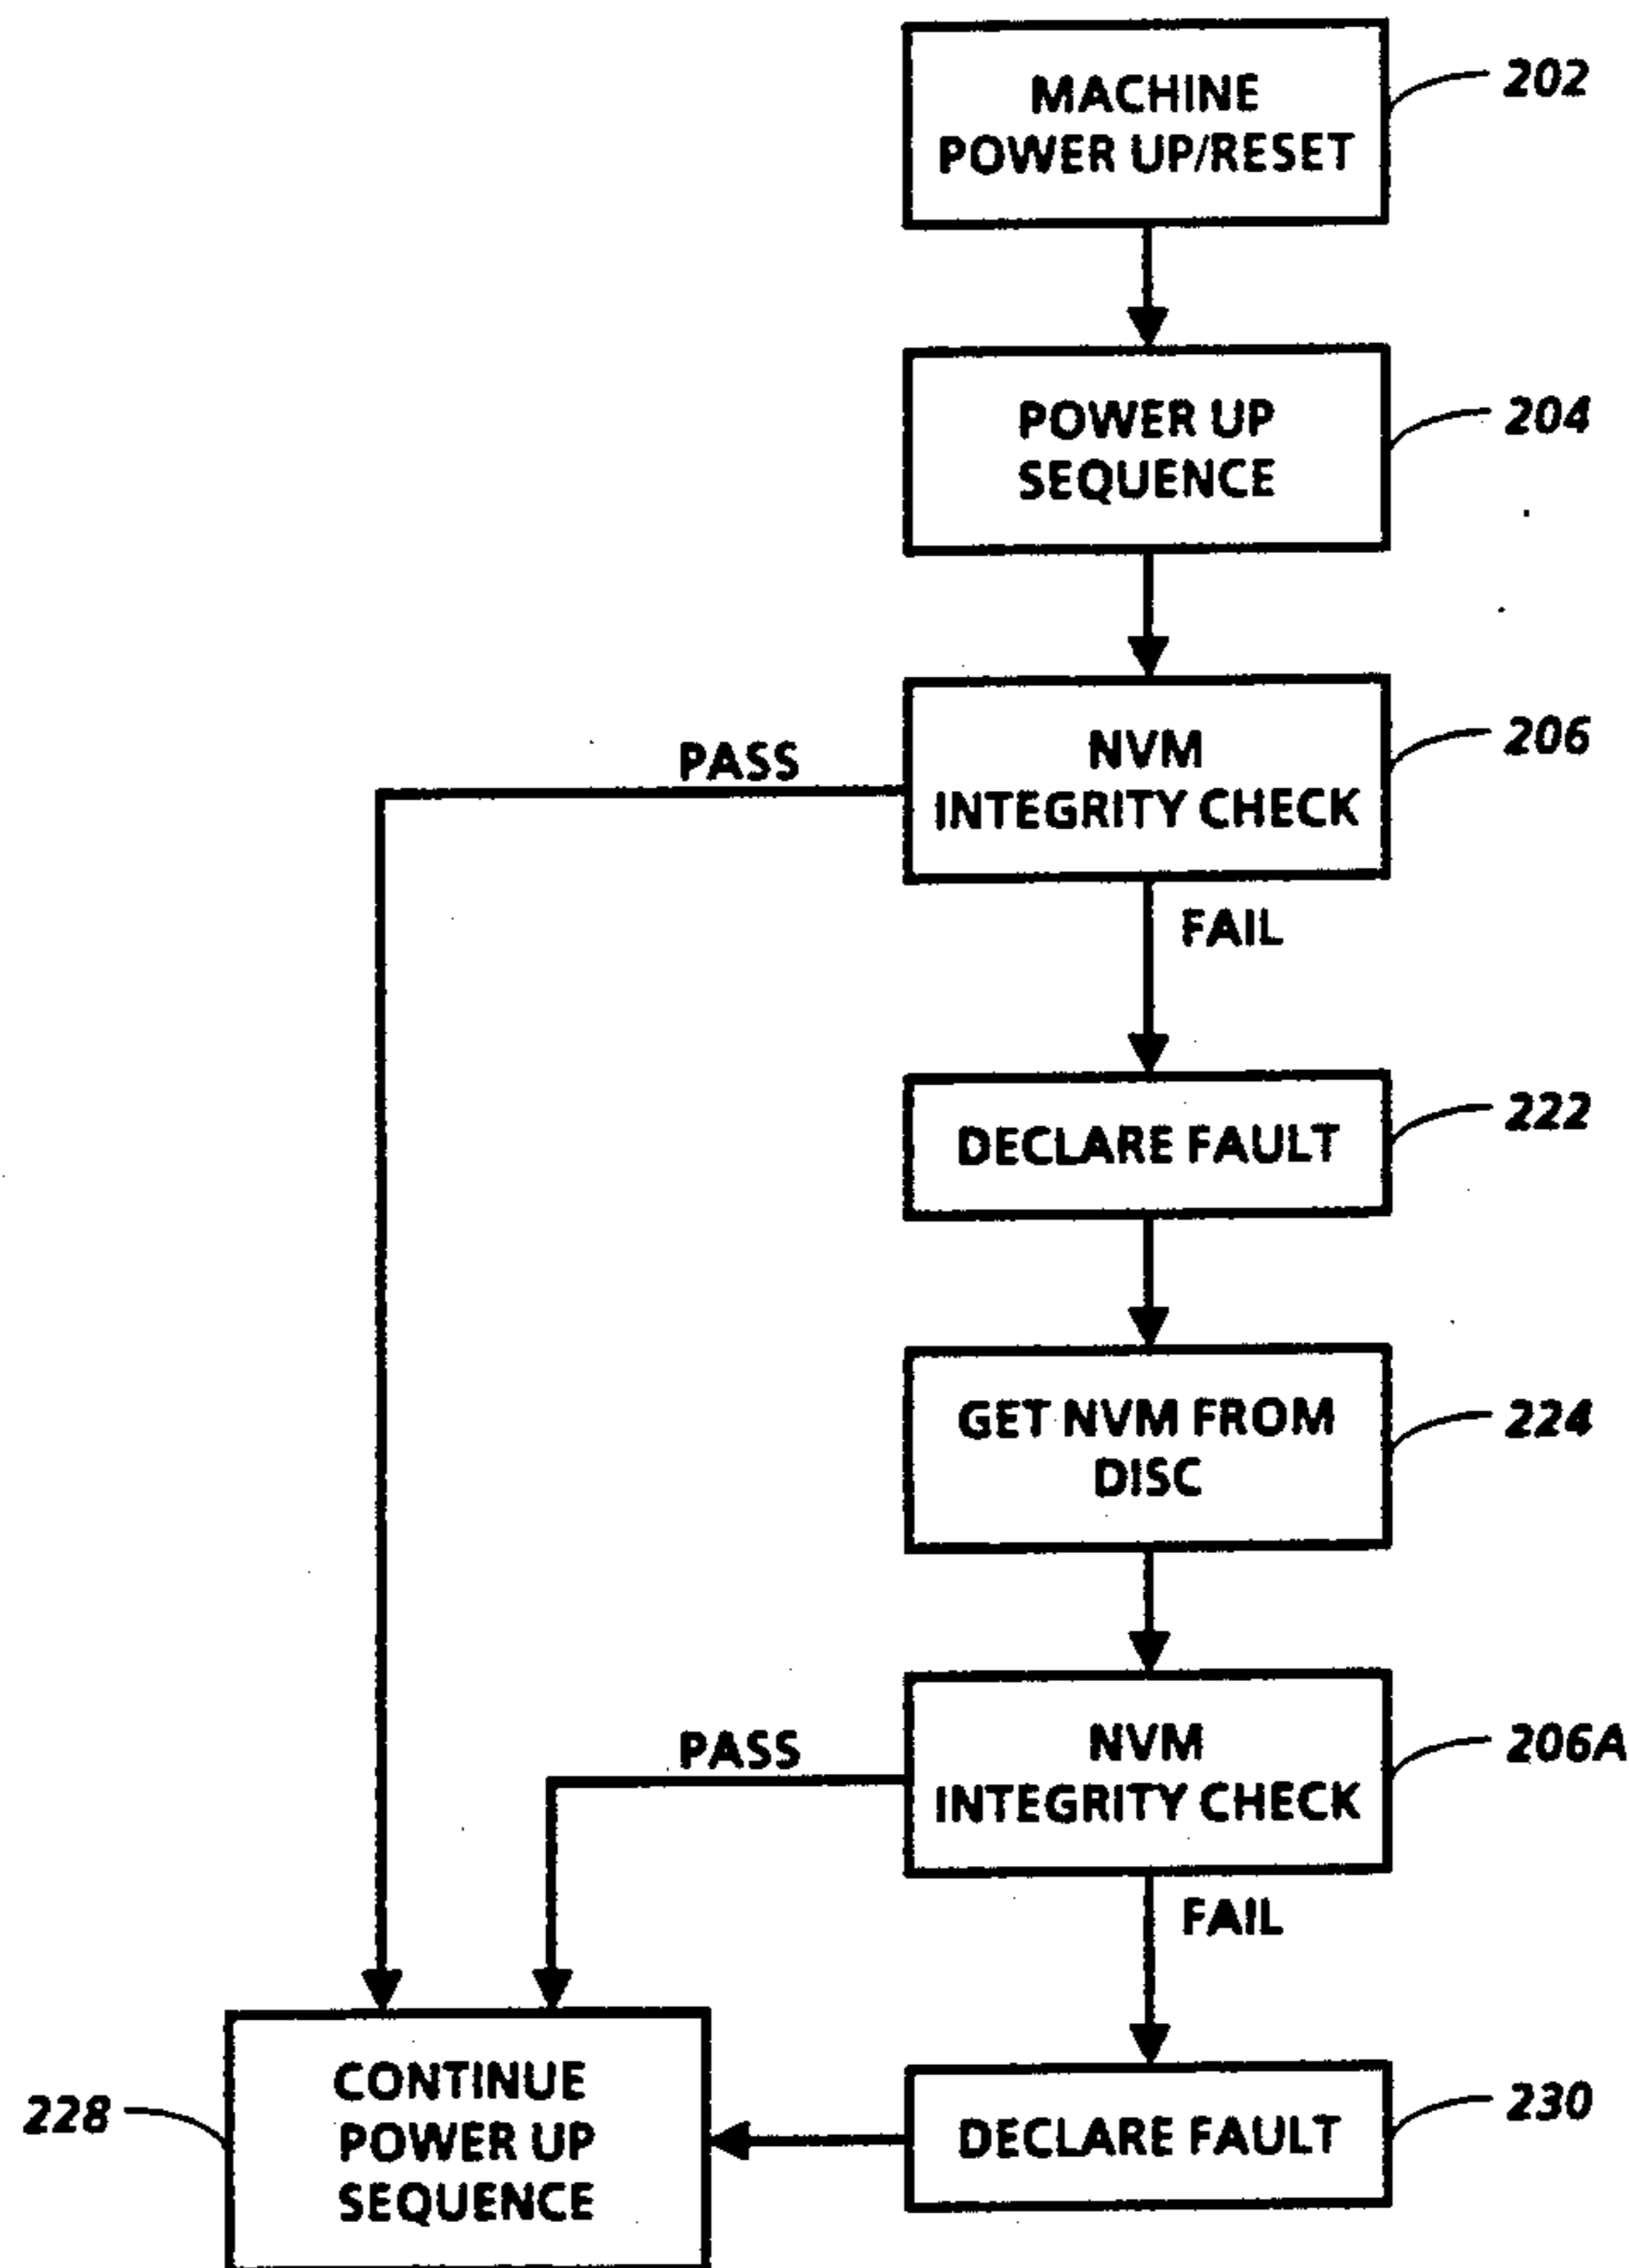 MACHINE
POWER UP/RESET
202
POWER UP
SEQUENCE
204
NVM
INTEGRITY CHECK
206
PASS
FAIL
DECLARE FAULT
222
GET NVM FROM
DISC
224
NVM
INTEGRITY CHECK
206A
PASS
FAIL
CONTINUE
POWER UP
SEQUENCE
228
DECLARE FAULT
230